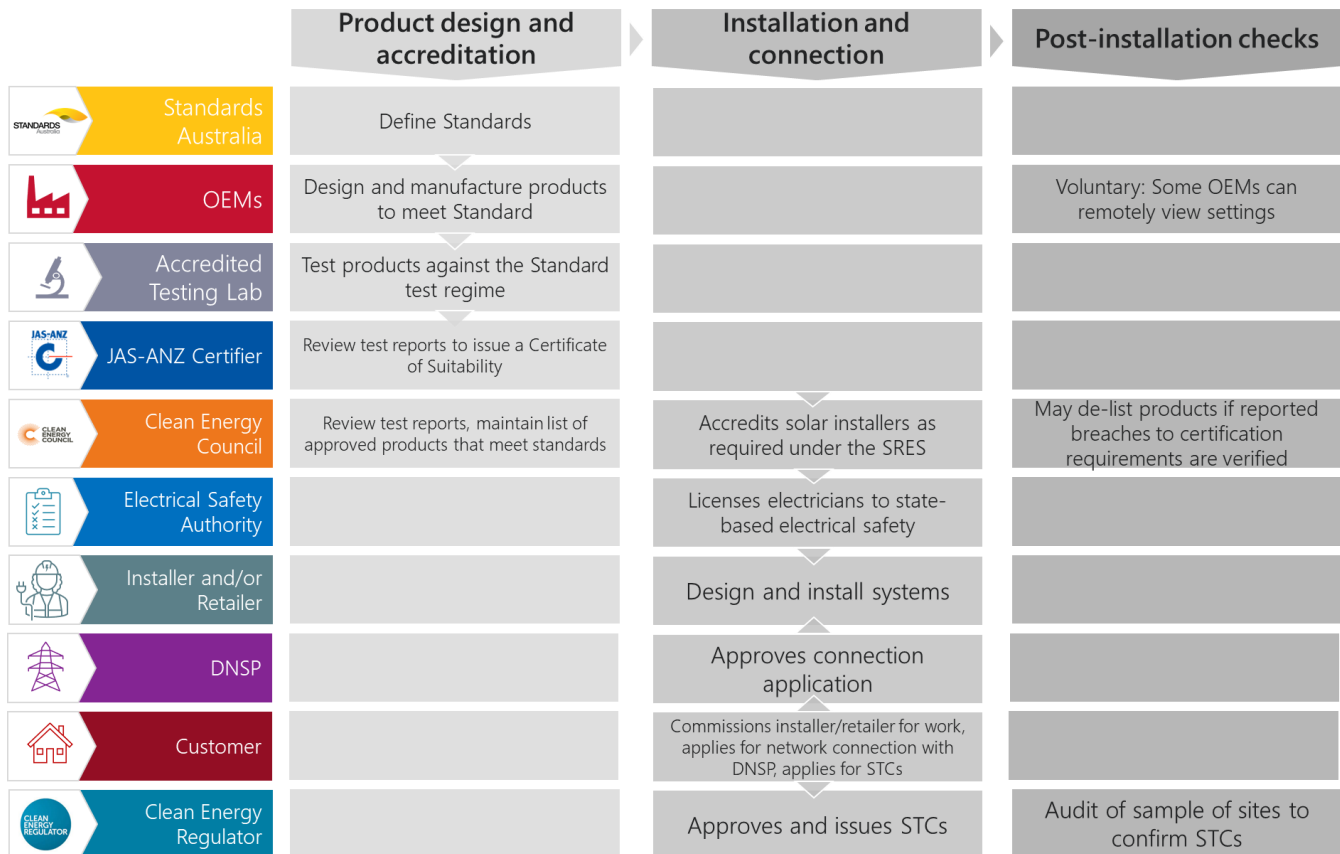 Product design and
accreditation
Installation and
connection
Post-installation checks
STANDARDS
Australia
Standards
Australia
Define Standards
OEMs
Design and manufacture products
to meet Standard
Voluntary: Some OEMs can
remotely view settings
Accredited
Testing Lab
Test products against the Standard
test regime
JAS-ANZ
JAS-ANZ Certifier
Review test reports to issue a Certificate
of Suitability
CLEAN
ENERGY
COUNCIL
Clean Energy
Council
Review test reports, maintain list of
approved products that meet standards
Accredits solar installers as
required under the SRES
May de-list products if reported
breaches to certification
requirements are verified
Electrical Safety
Authority
Licenses electricians to state-
based electrical safety
Installer and/or
Retailer
Design and install systems
DNSP
Approves connection
application
Customer
Commissions installer/retailer for work,
applies for network connection with
DNSP, applies for STCs
CLEAN
ENERGY
REGULATOR
Clean Energy
Regulator
Approves and issues STCs
Audit of sample of sites to
confirm STCs